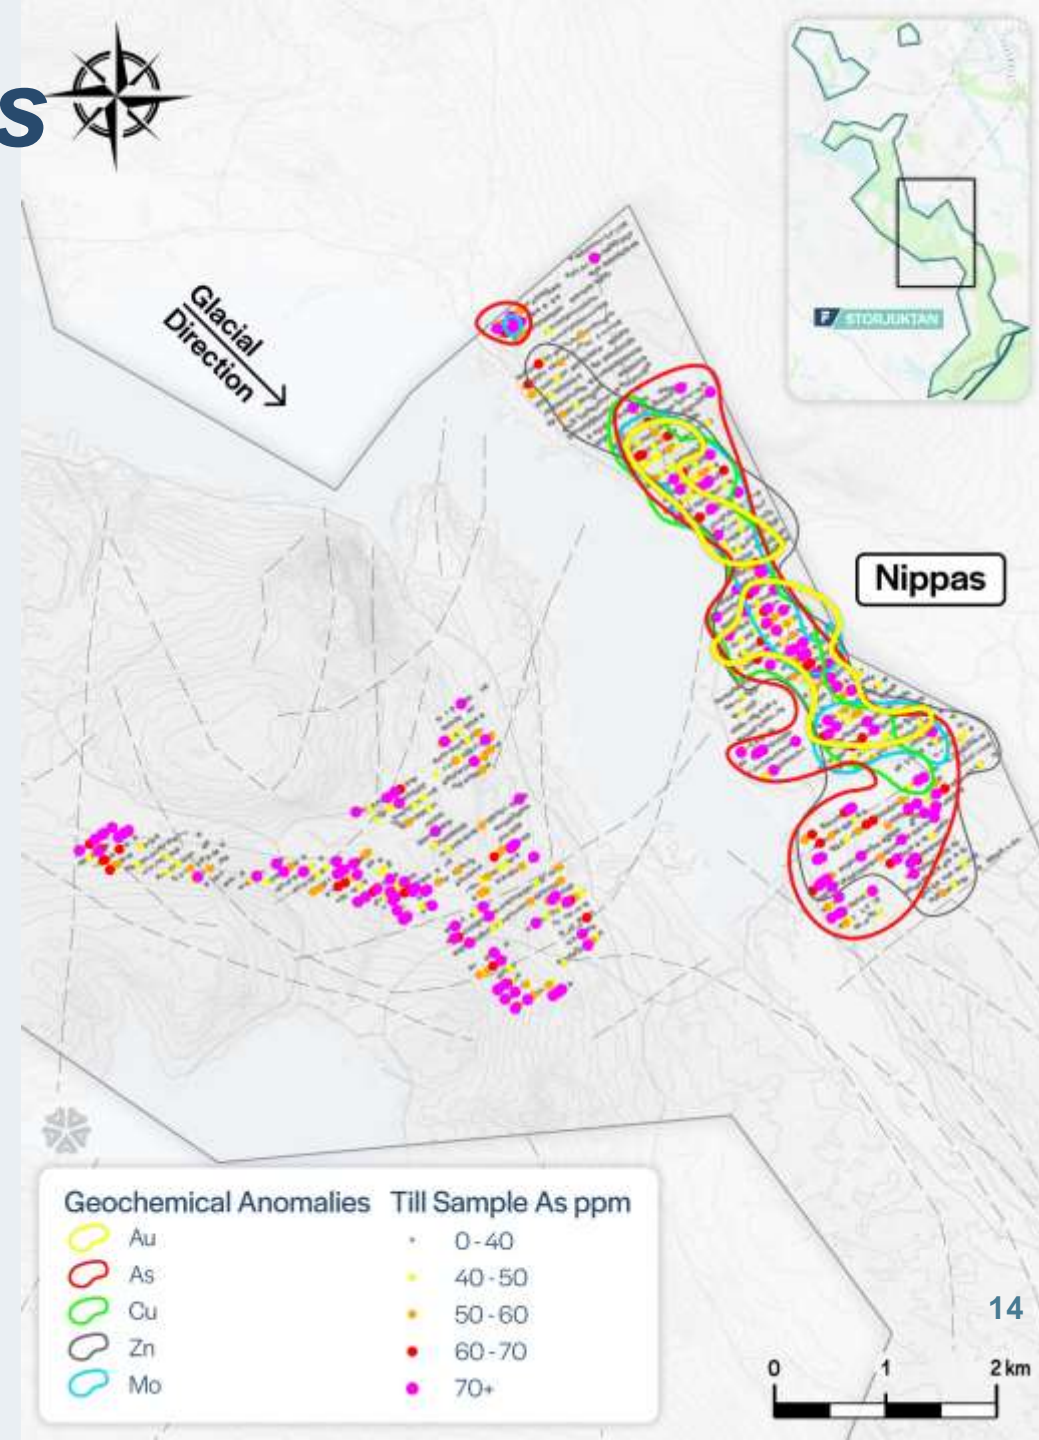 s
Glacial
Direction
STORJUKTAN
Nippas
Geochemical Anomalies
Au
As
Cu
Zn
Mo
Till Sample As ppm
0-40
40-50
50-60
60-70
70+
14
0 1 2 km